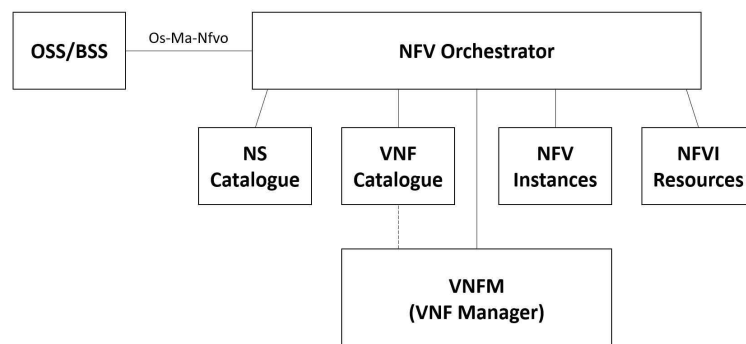 OSS/BSS
Os-Ma-Nfvo
NFV Orchestrator
NS
Catalogue
VNF
Catalogue
NFV
Instances
NFVI
Resources
VNFM
(VNF Manager)